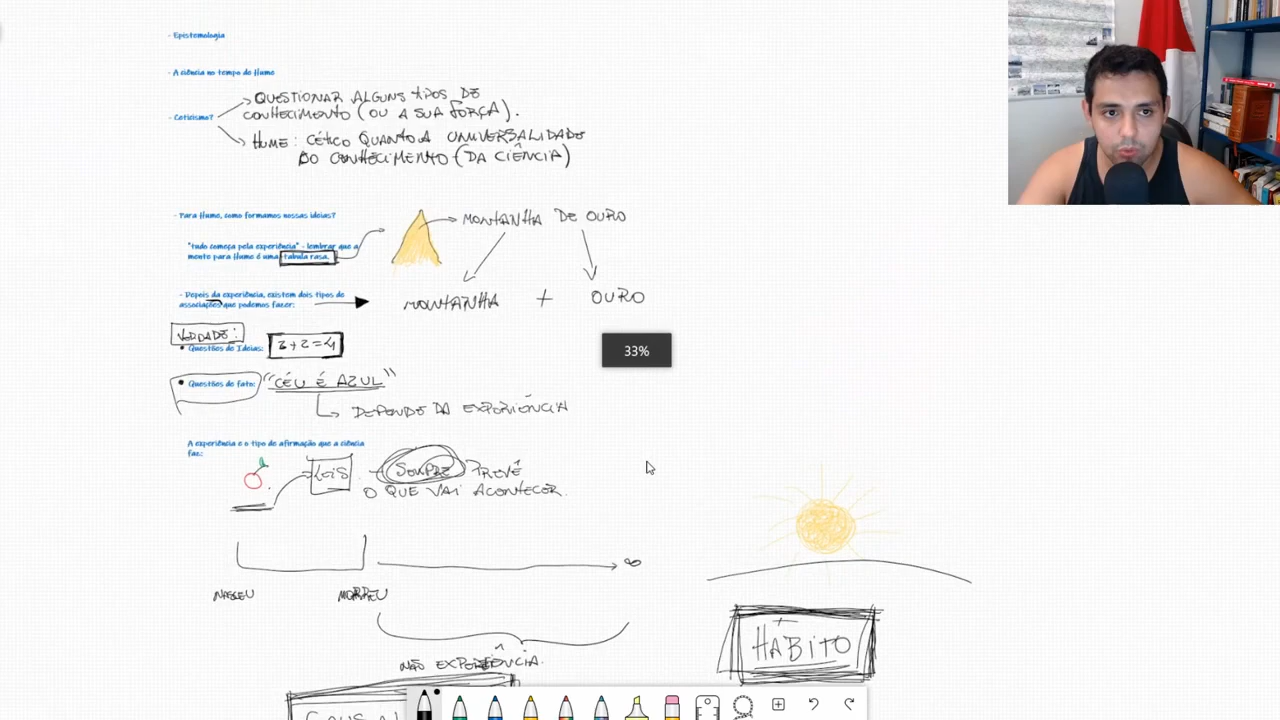 - Epistemologia
- A ciência no tempo de Hume
- Ceticismo?
QUESTIONAR ALGUNS TIPOS DE
CONHECIMENTO (OU A SUA FORÇA).
HUME: CÉTICO QUANTO A UNIVERSALIDADE
DO CONHECIMENTO (DA CIÊNCIA)
- Para Hume, como formamos nossas ideias?
"tudo começa pela experiência" - lembrar que a
mente para Hume é uma tabula rasa.
MONTANHA DE OURO
MONTANHA + OURO
- Depois da experiência, existem dois tipos de
associações que podemos fazer:
VERDADE:
• Questões de Ideias: 2+2=4
• Questões de fato: "CÉU É AZUL"
DEPENDE DA EXPERIÊNCIA
A experiência e o tipo de afirmação que a ciência
faz:
LEIS - SEMPRE PREVÊ
O QUE VAI ACONTECER.
∞
NASCEU MORREU
NÃO EXPERIÊNCIA.
HÁBITO
33%